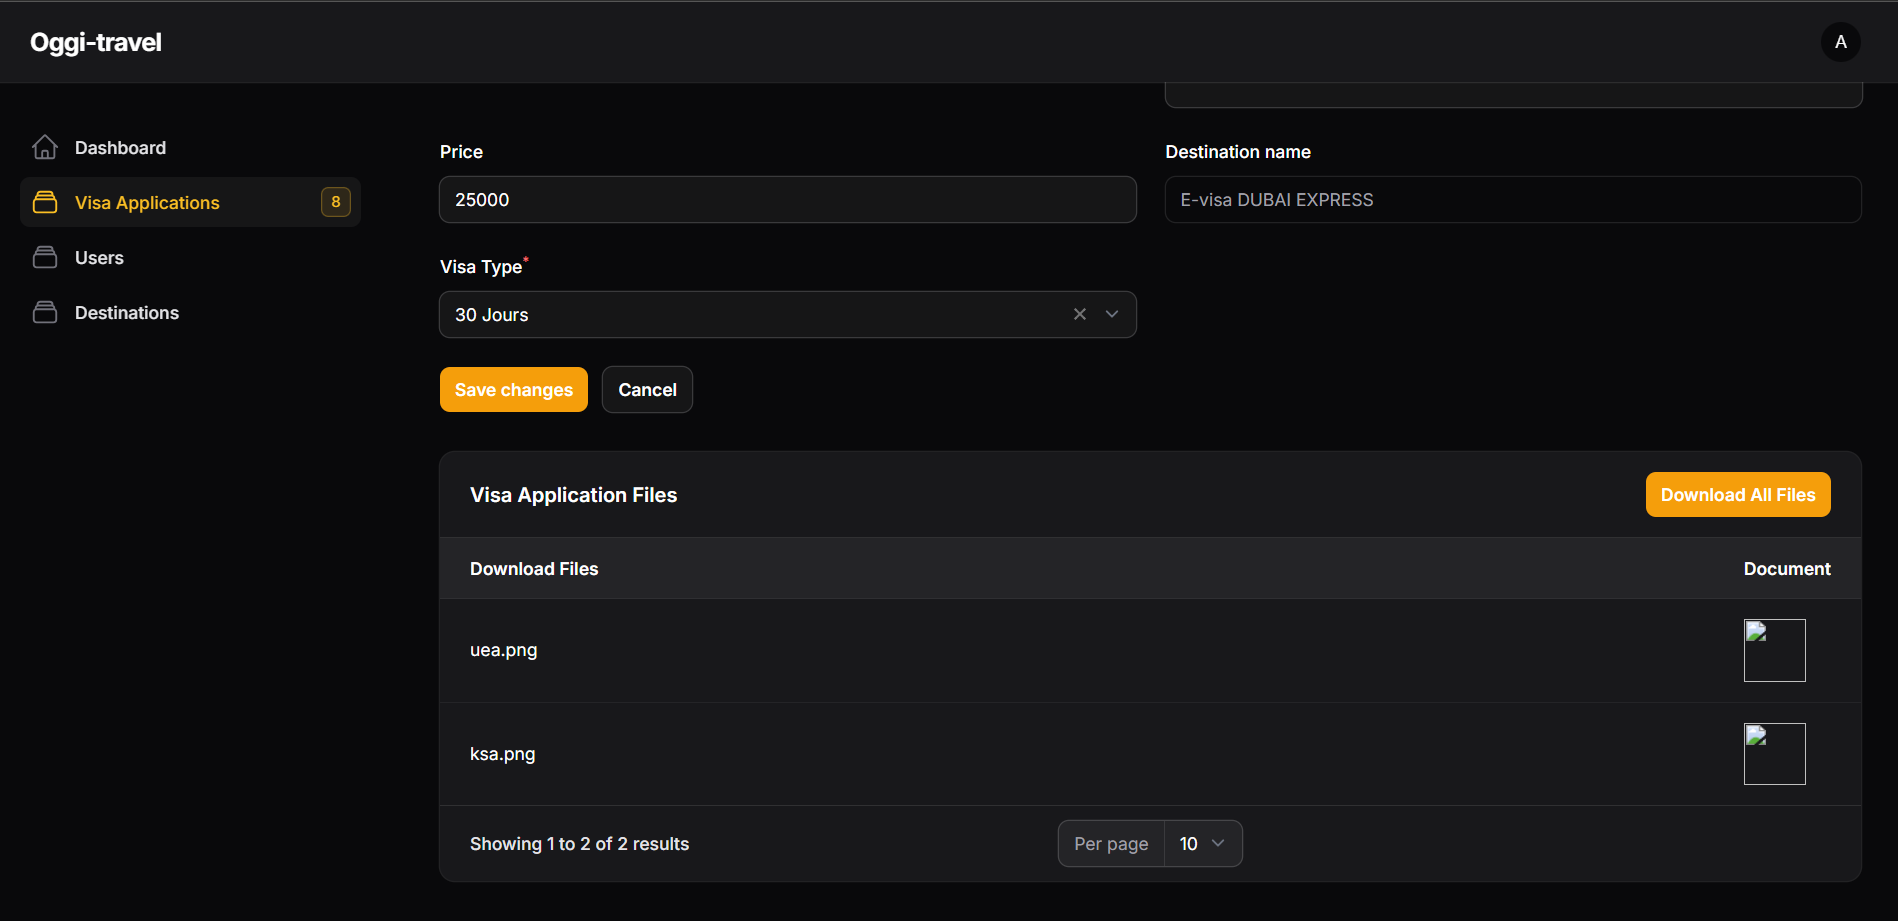 Oggi-travel
A
Dashboard
Visa Applications 8
Users
Destinations
Price
Destination name
25000
E-visa DUBAI EXPRESS
Visa Type*
30 Jours
Save changes
Cancel
Visa Application Files
Download All Files
Download Files
Document
uea.png
ksa.png
Showing 1 to 2 of 2 results
Per page 10